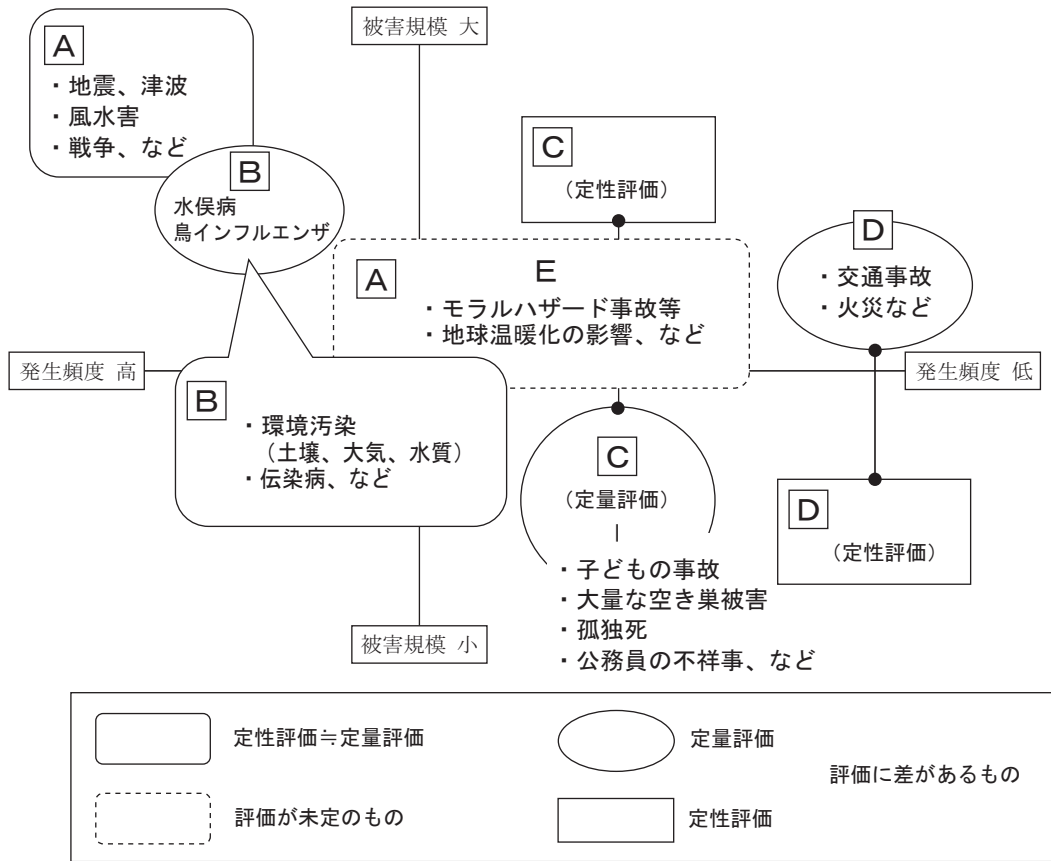 被害規模 大
A
・地震、津波
・風水害
・戦争、など
B
水俣病
鳥インフルエンザ
C
（定性評価）
D
・交通事故
・火災など
A
E
・モラルハザード事故等
・地球温暖化の影響、など
発生頻度 高
発生頻度 低
B
・環境汚染
（土壌、大気、水質）
・伝染病、など
C
（定量評価）
・子どもの事故
・大量な空き巣被害
・孤独死
・公務員の不祥事、など
D
（定性評価）
被害規模 小
定性評価≒定量評価
定量評価
評価に差があるもの
評価が未定のもの
定性評価